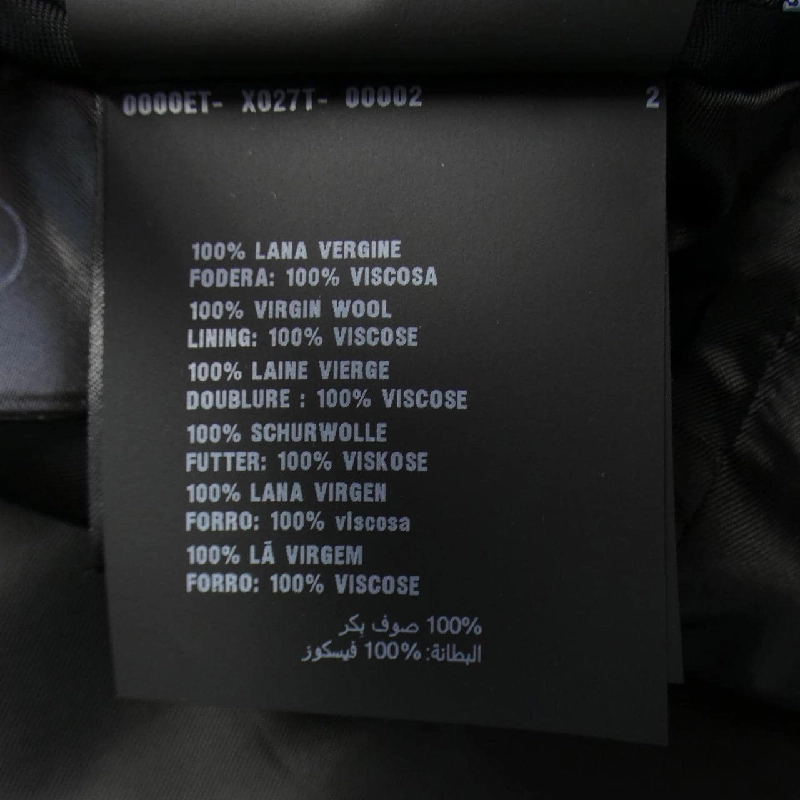 0000ET- X027T- 00002 2
100% LANA VERGINE
FODERA: 100% VISCOSA
100% VIRGIN WOOL
LINING: 100% VISCOSE
100% LAINE VIERGE
DOUBLURE : 100% VISCOSE
100% SCHURWOLLE
FUTTER: 100% VISKOSE
100% LANA VIRGEN
FORRO: 100% viscosa
100% LÃ VIRGEM
FORRO: 100% VISCOSE
100% صوف بكر
البطانة: 100% فيسكوز